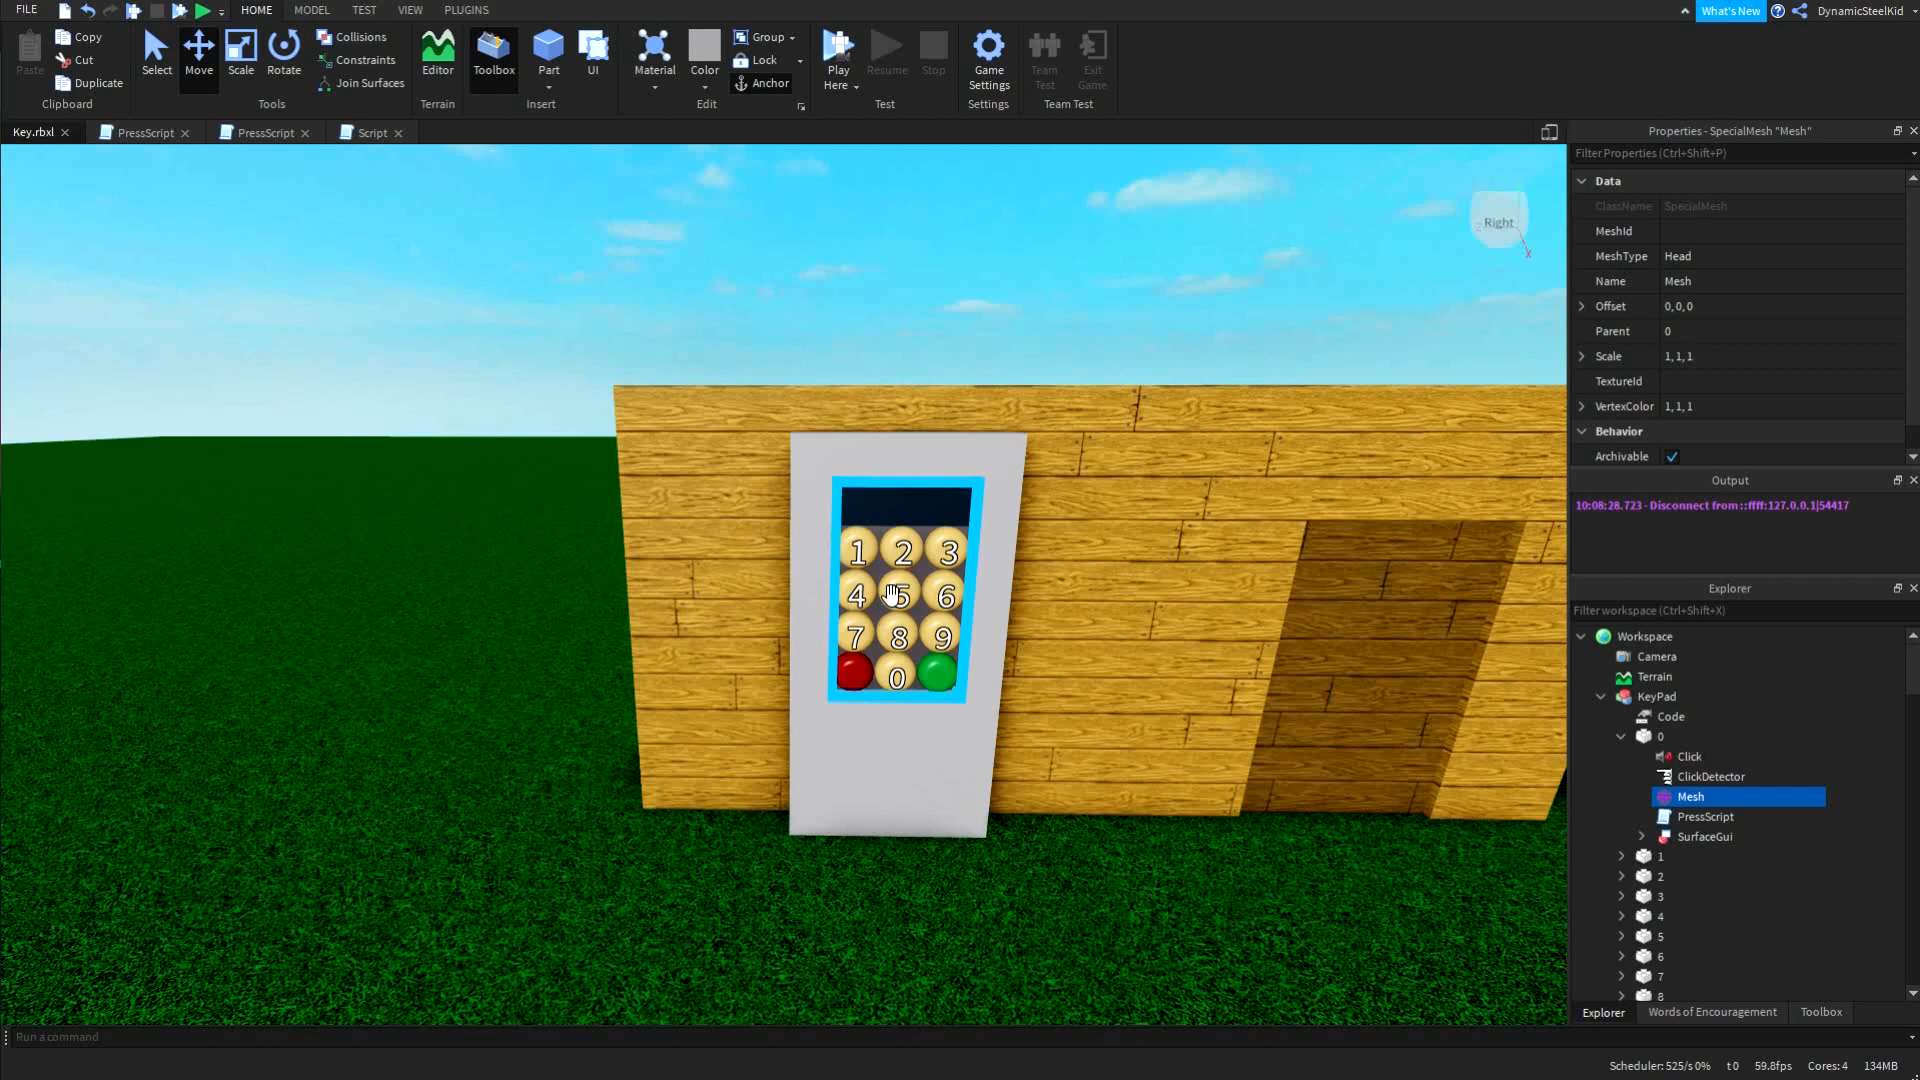 FILE HOME MODEL TEST VIEW PLUGINS What's New DynamicSteelKid
Paste Copy Cut Duplicate
Clipboard
Select Move Scale Rotate Collisions Constraints Join Surfaces
Tools
Editor
Terrain
Toolbox Part UI
Insert
Material Color Group Lock Anchor
Edit
Play Here Resume Stop
Test
Game Settings
Settings
Team Test Exit Game
Team Test
Key.rbxl PressScript PressScript Script
Right
X
1 2 3
4 5 6
7 8 9
0
Properties - SpecialMesh "Mesh"
Filter Properties (Ctrl+Shift+P)
Data
ClassName SpecialMesh
MeshId
MeshType Head
Name Mesh
Offset 0, 0, 0
Parent 0
Scale 1, 1, 1
TextureId
VertexColor 1, 1, 1
Behavior
Archivable
Output
10:08:28.723 - Disconnect from ::ffff:127.0.0.1|54417
Explorer
Filter workspace (Ctrl+Shift+X)
Workspace
Camera
Terrain
KeyPad
Code
0
Click
ClickDetector
Mesh
PressScript
SurfaceGui
1
2
3
4
5
6
7
8
Explorer Words of Encouragement Toolbox
Run a command
Scheduler: 525/s 0% t 0 59.8fps Cores: 4 134MB